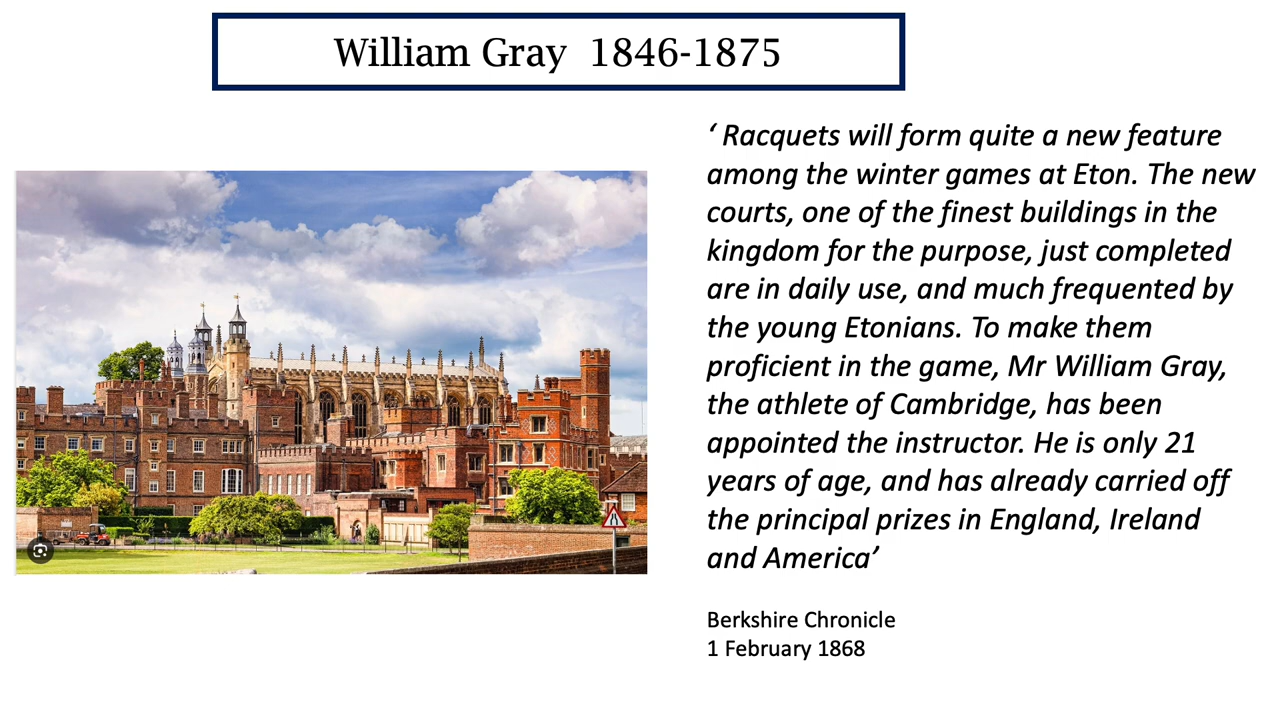 William Gray  1846-1875
‘ Racquets will form quite a new feature
among the winter games at Eton. The new
courts, one of the finest buildings in the
kingdom for the purpose, just completed
are in daily use, and much frequented by
the young Etonians. To make them
proficient in the game, Mr William Gray,
the athlete of Cambridge, has been
appointed the instructor. He is only 21
years of age, and has already carried off
the principal prizes in England, Ireland
and America’
Berkshire Chronicle
1 February 1868